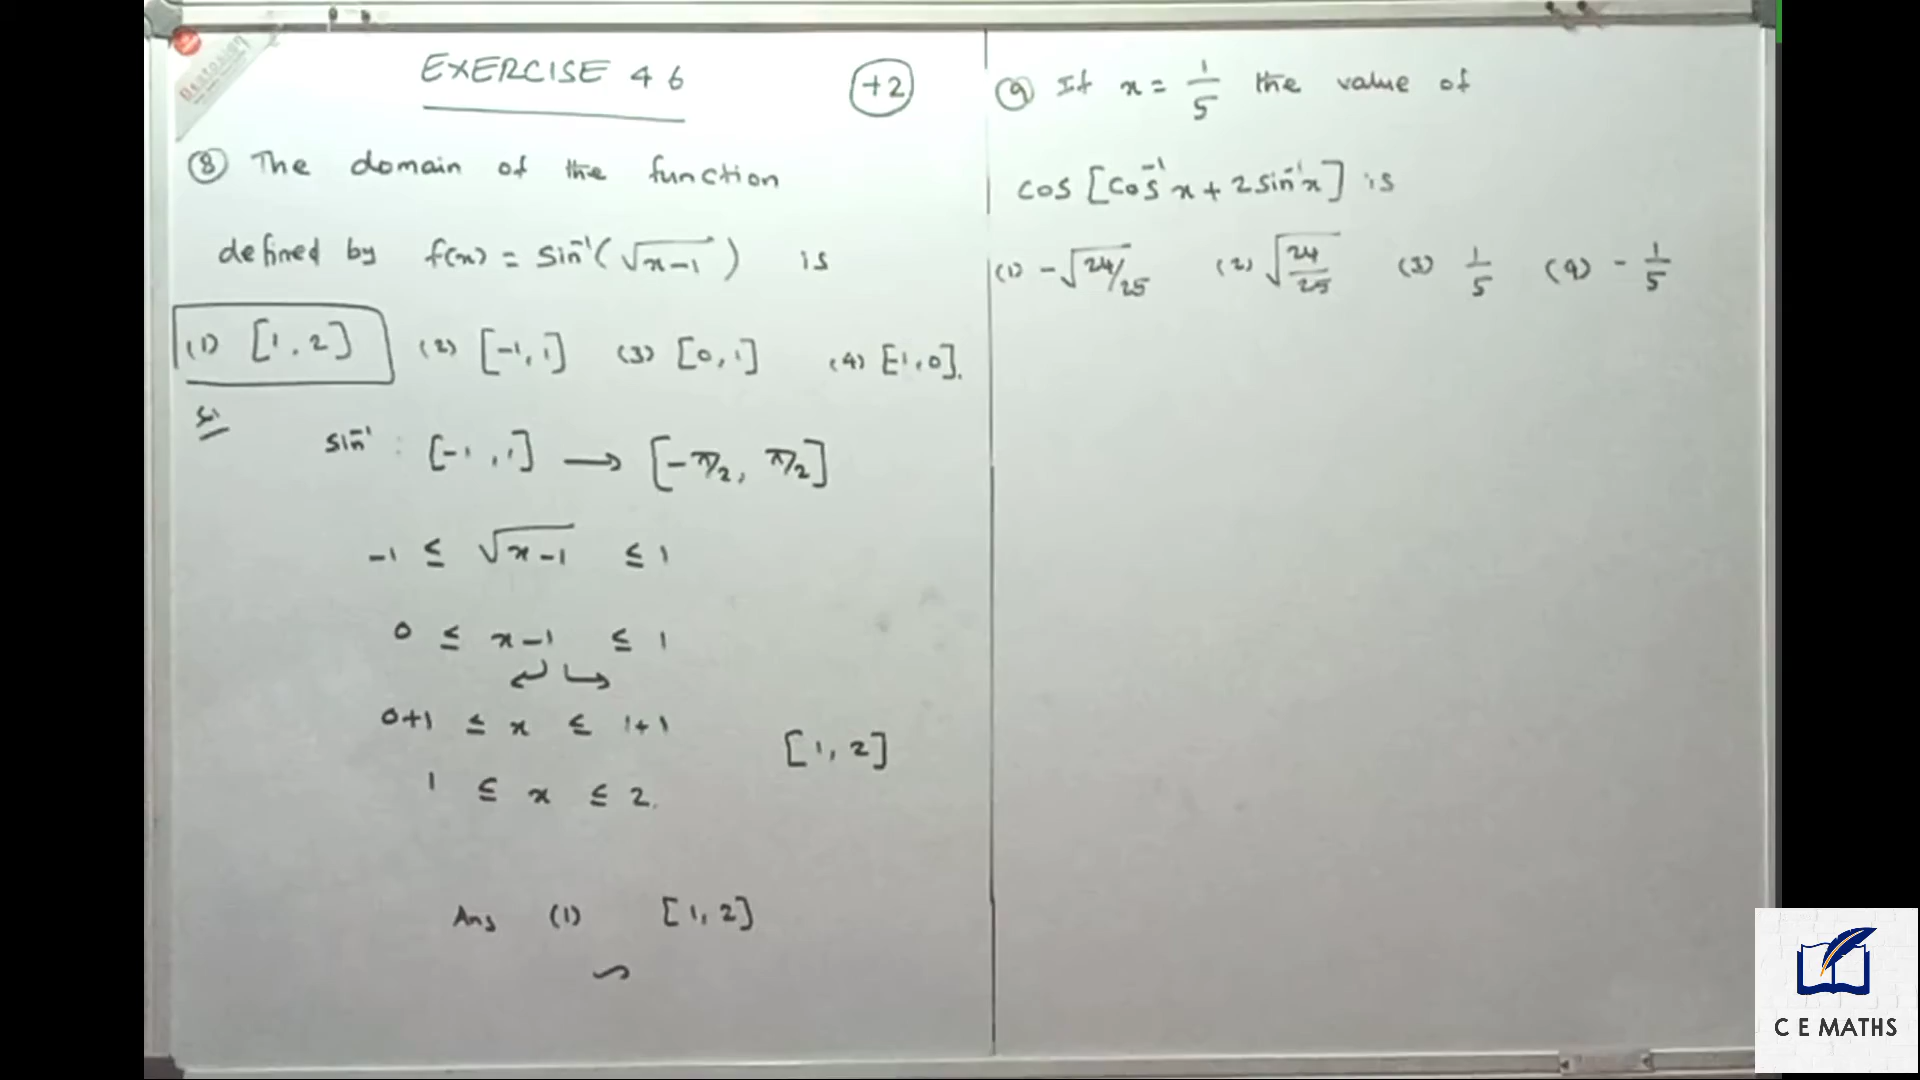 EXERCISE 4 6
+2
⑧ The domain of the function
defined by f(x) = sin⁻¹(√x-1) is
(1) [1, 2] (2) [-1, 1] (3) [0, 1] (4) [-1, 0].
sin⁻¹ : [-1, 1] → [-π/2, π/2]
-1 ≤ √x-1 ≤ 1
0 ≤ x-1 ≤ 1
0+1 ≤ x ≤ 1+1
[1, 2]
1 ≤ x ≤ 2.
Ans (1) [1, 2]
⑨ If x = 1/5 the value of
cos [cos⁻¹x + 2sin⁻¹x] is
(1) -√24/25 (2) √24/25 (3) 1/5 (4) -1/5
C E MATHS